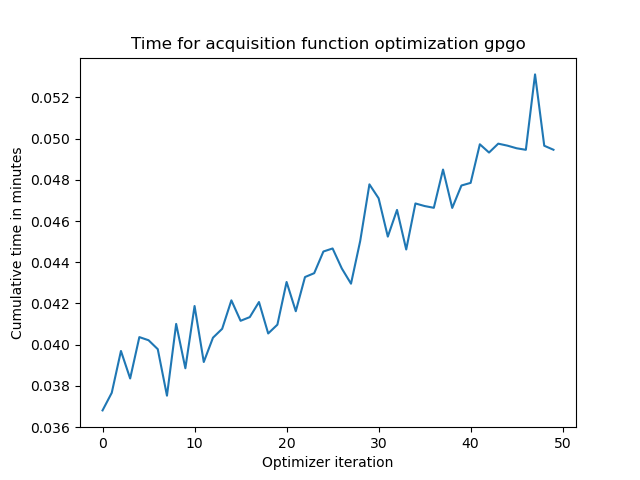 Time for acquisition function optimization gpgo
Cumulative time in minutes
0.052
0.050
0.048
0.046
0.044
0.042
0.040
0.038
0.036
0 10 20 30 40 50
Optimizer iteration